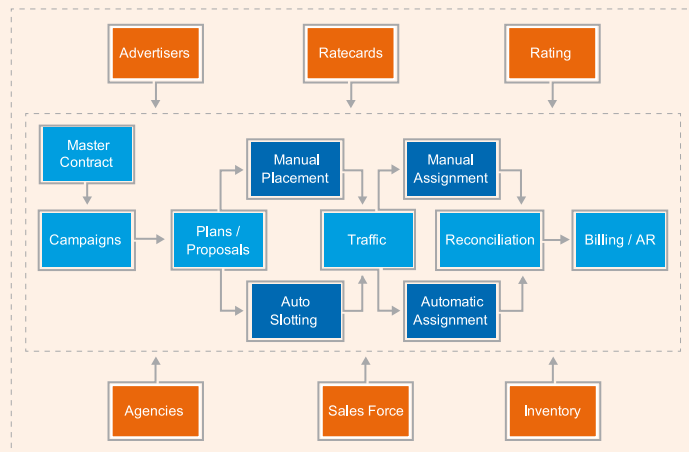 Advertisers
Ratecards
Rating
Master
Contract
Manual
Placement
Manual
Assignment
Campaigns
Plans /
Proposals
Traffic
Reconciliation
Billing / AR
Auto
Slotting
Automatic
Assignment
Agencies
Sales Force
Inventory